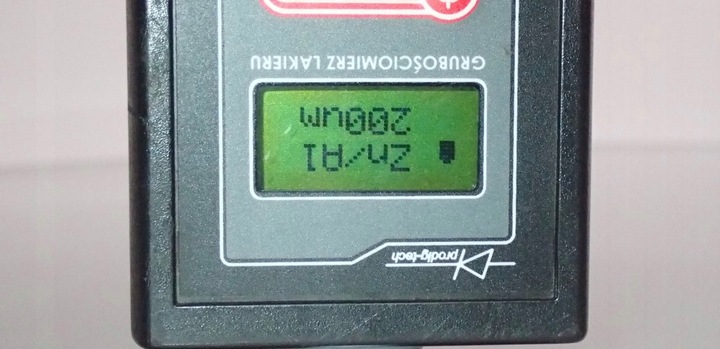 prodig-tech
Zn/Al
200um
GRUBOŚCIOMIERZ LAKIERU